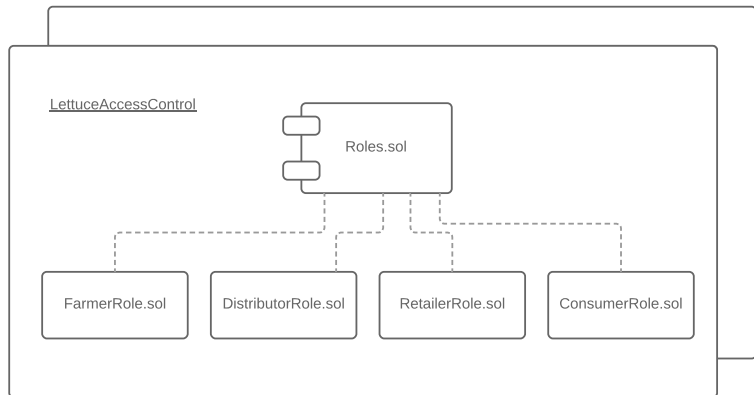 LettuceAccessControl
Roles.sol
FarmerRole.sol
DistributorRole.sol
RetailerRole.sol
ConsumerRole.sol